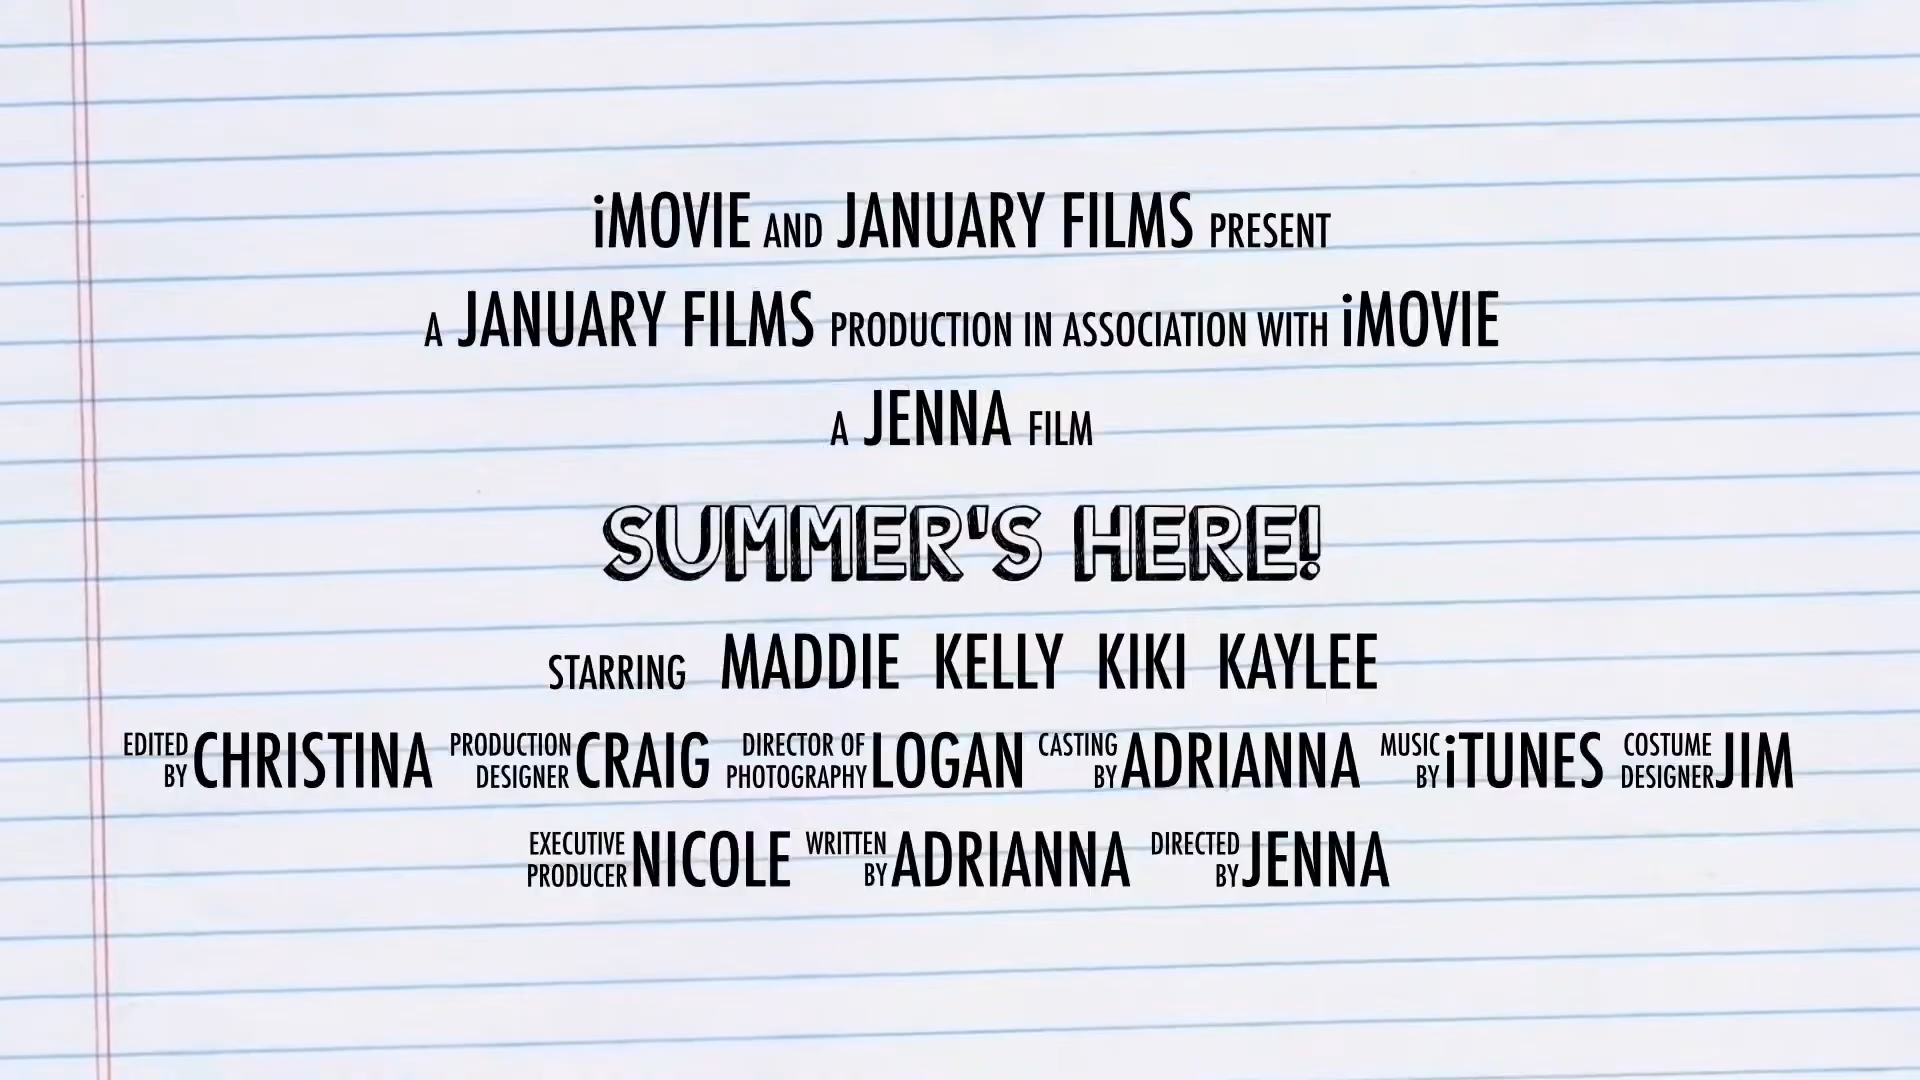 iMOVIE AND JANUARY FILMS PRESENT
A JANUARY FILMS PRODUCTION IN ASSOCIATION WITH iMOVIE
A JENNA FILM
SUMMER'S HERE!
STARRING MADDIE KELLY KIKI KAYLEE
EDITED BY CHRISTINA PRODUCTION DESIGNER CRAIG DIRECTOR OF PHOTOGRAPHY LOGAN CASTING BY ADRIANNA MUSIC BY iTUNES COSTUME DESIGNER JIM
EXECUTIVE PRODUCER NICOLE WRITTEN BY ADRIANNA DIRECTED BY JENNA